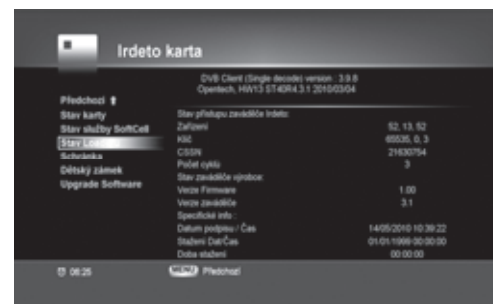 Irdeto karta
DVB Client (Single decode) version : 3.9.8
Opentech, HW13 ST40R4.3.1 2010/03/04
Předchozí
Stav karty
Stav služby SoftCell
Stav
Schránka
Dětský zámek
Upgrade Software
Stav přístupu zavaděče Irdeto:
Zařízení 52, 13, 52
Klíč 65535, 0, 3
CSSN 21630754
Počet cyklů 3
Stav zavaděče výrobce:
Verze Firmware 1.00
Verze zavaděče 3.1
Specifické info :
Datum podpisu / Čas 14/05/2010 10:39:22
Stažení Dat/Čas 01/01/1999 00:00:00
Doba stažení 00:00:00
06:25 MENU Předchozí